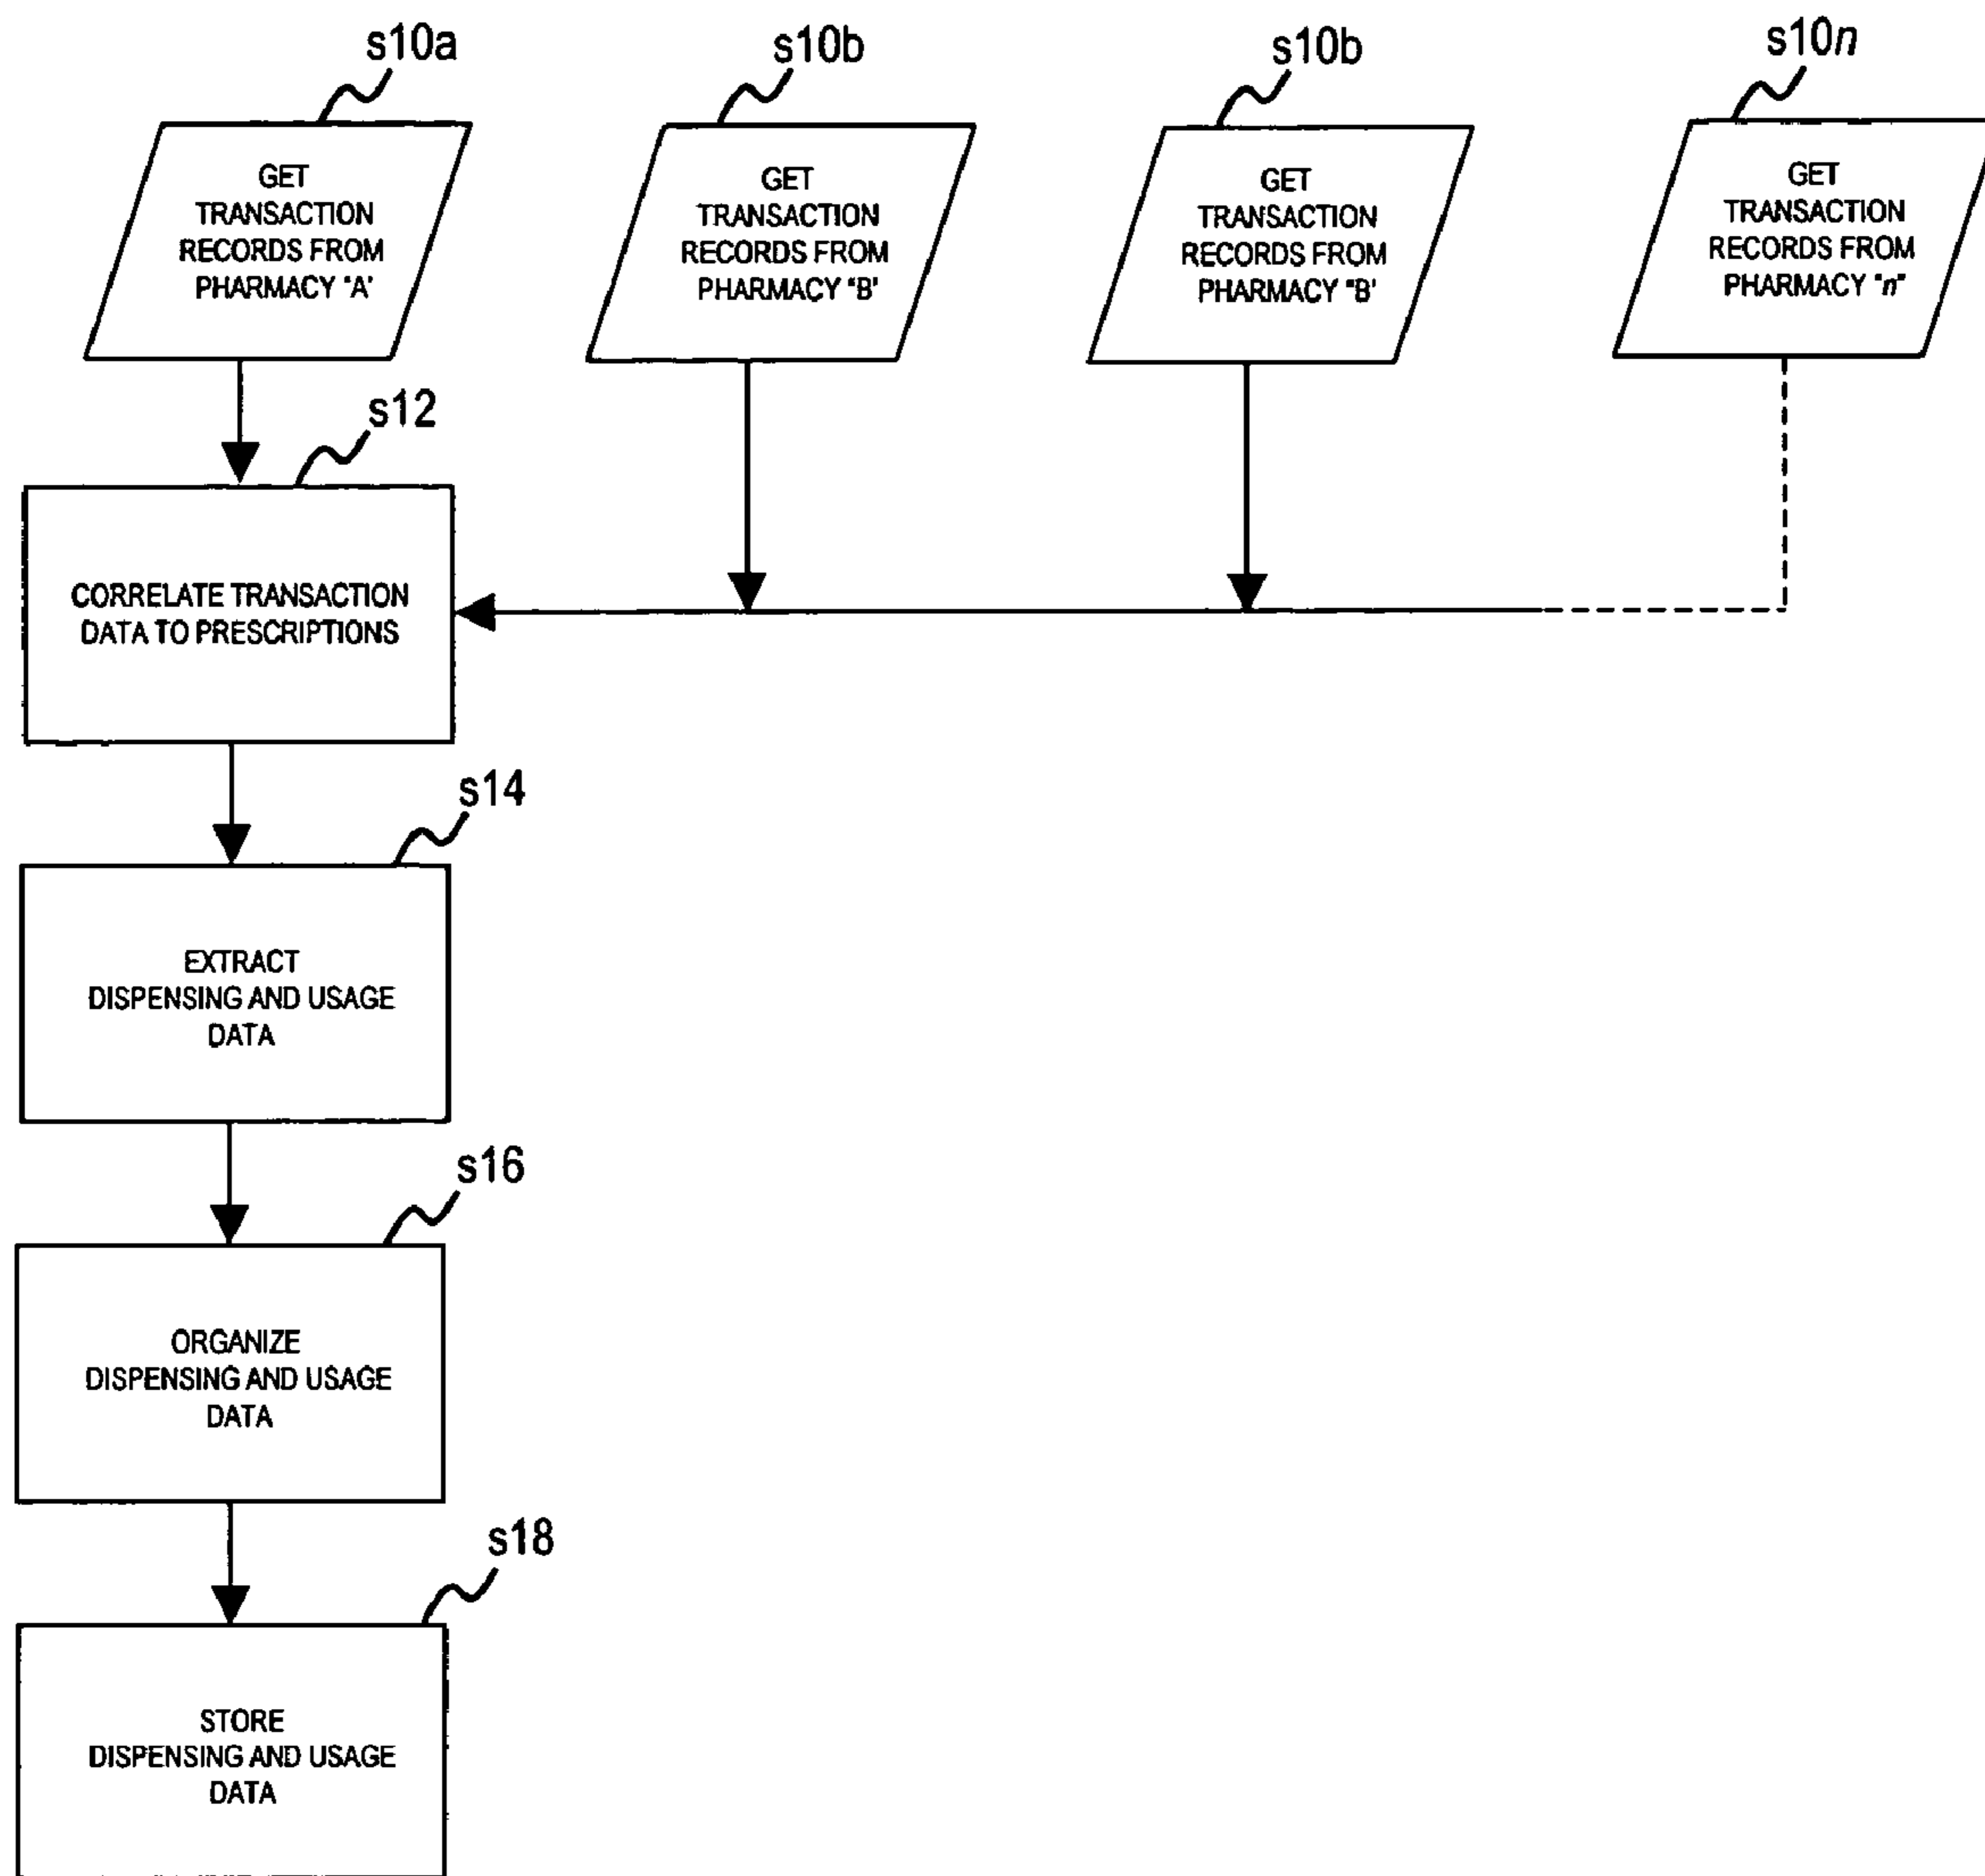 s10a
s10b
s10b
s10n
GET
TRANSACTION
RECORDS FROM
PHARMACY "A'
GET
TRANSACTION
RECORDS FROM
PHARMACY "B'
GET
TRANSACTION
RECORDS FROM
PHARMACY "B'
GET
TRANSACTION
RECORDS FROM
PHARMACY "n"
s12
CORRELATE TRANSACTION
DATA TO PRESCRIPTIONS
s14
EXTRACT
DISPENSING AND USAGE
DATA
s16
ORGANIZE
DISPENSING AND USAGE
DATA
s18
STORE
DISPENSING AND USAGE
DATA